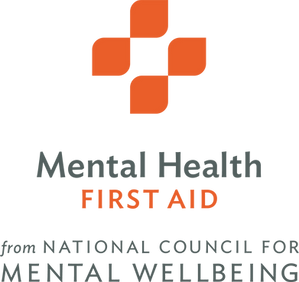 Mental Health
FIRST AID
from NATIONAL COUNCIL FOR
MENTAL WELLBEING